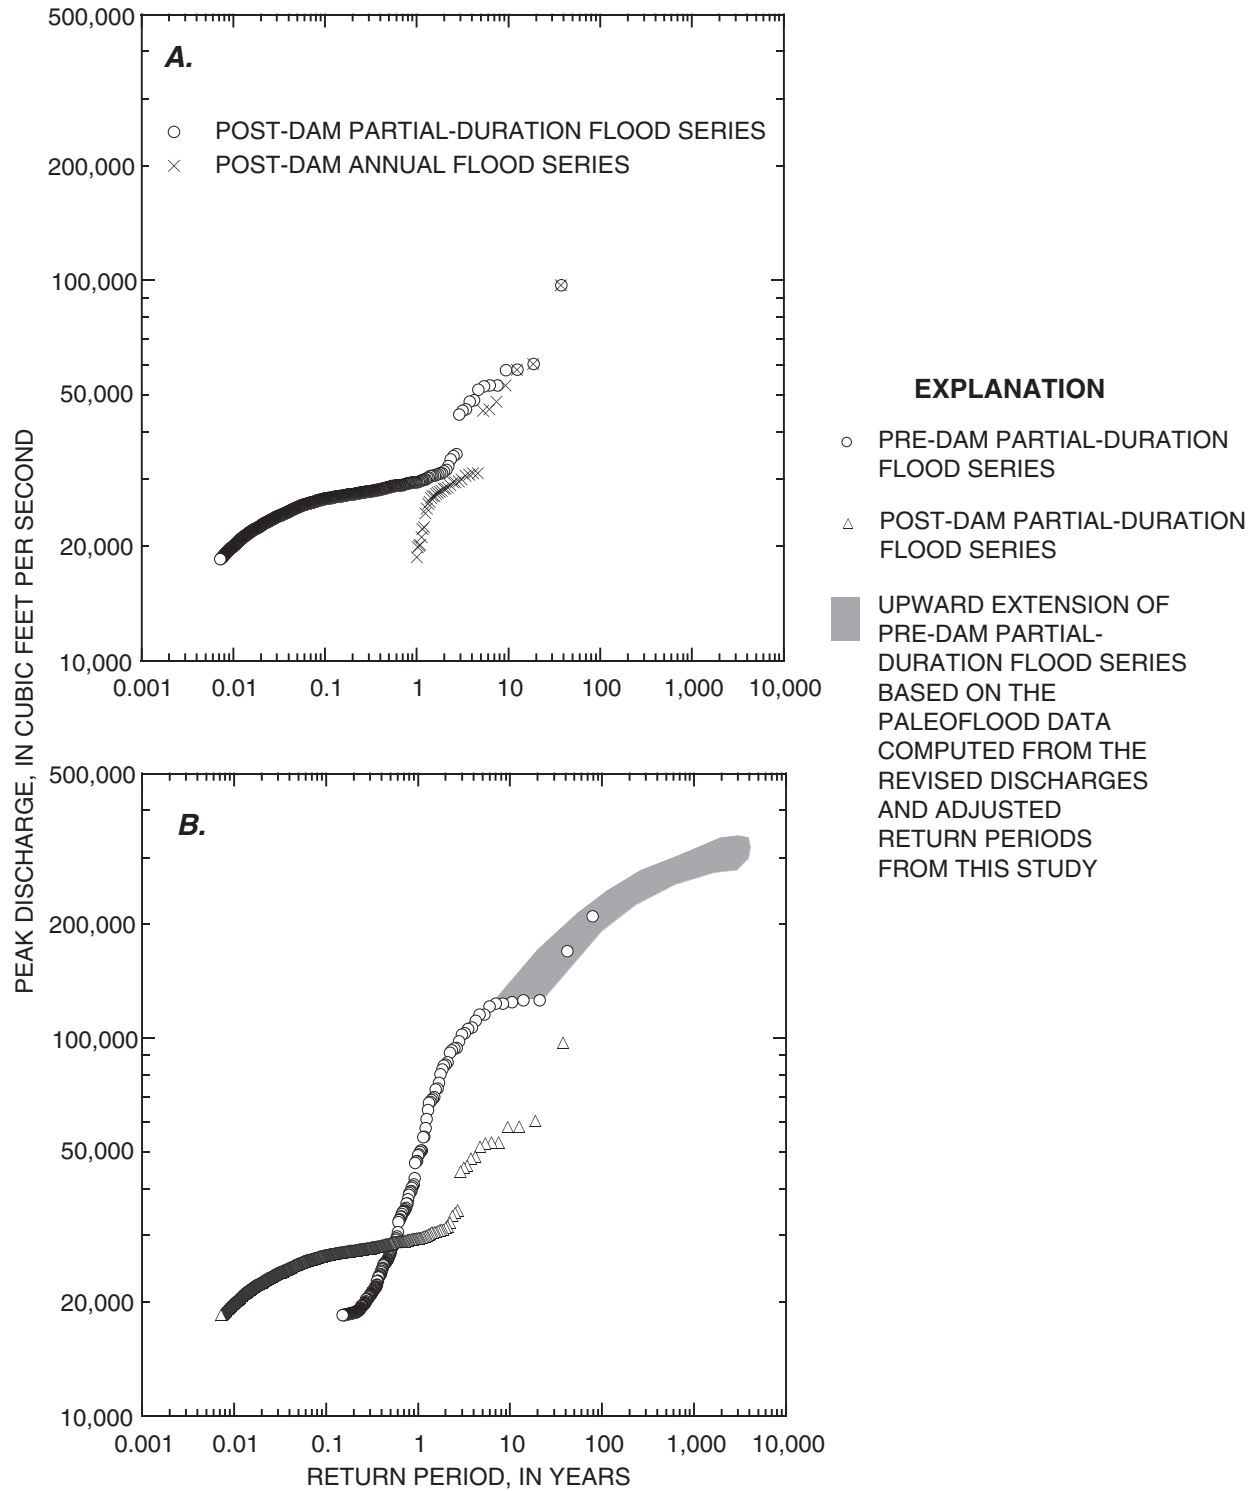 500,000
A.
POST-DAM PARTIAL-DURATION FLOOD SERIES
POST-DAM ANNUAL FLOOD SERIES
200,000
100,000
50,000
20,000
10,000
0.001 0.01 0.1 1 10 100 1,000 10,000
PEAK DISCHARGE, IN CUBIC FEET PER SECOND
500,000
B.
200,000
100,000
50,000
20,000
10,000
0.001 0.01 0.1 1 10 100 1,000 10,000
RETURN PERIOD, IN YEARS
EXPLANATION
PRE-DAM PARTIAL-DURATION
FLOOD SERIES
POST-DAM PARTIAL-DURATION
FLOOD SERIES
UPWARD EXTENSION OF
PRE-DAM PARTIAL-
DURATION FLOOD SERIES
BASED ON THE
PALEOFLOOD DATA
COMPUTED FROM THE
REVISED DISCHARGES
AND ADJUSTED
RETURN PERIODS
FROM THIS STUDY